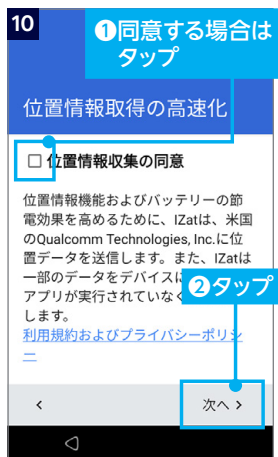 10
❶同意する場合は
タップ
位置情報取得の高速化
位置情報収集の同意
位置情報機能およびバッテリーの節
電効果を高めるために、IZatは、米国
のQualcomm Technologies, Inc.に位
置データを送信します。また、IZatは
一部のデータをデバイスに
❷タップ
アプリが実行されていなく
します。
利用規約およびプライバシーポリシ
ー
次へ